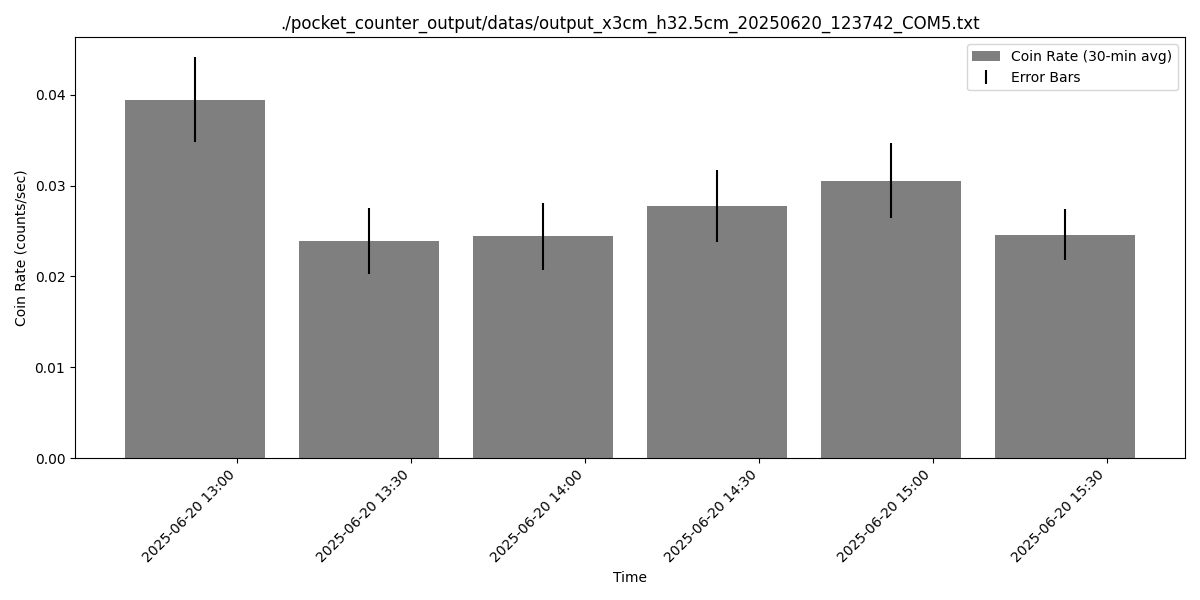 ./pocket_counter_output/datas/output_x3cm_h32.5cm_20250620_123742_COM5.txt
Coin Rate (30-min avg)
Error Bars
Coin Rate (counts/sec)
0.04
0.03
0.02
0.01
0.00
2025-06-20 13:00
2025-06-20 13:30
2025-06-20 14:00
2025-06-20 14:30
2025-06-20 15:00
2025-06-20 15:30
Time